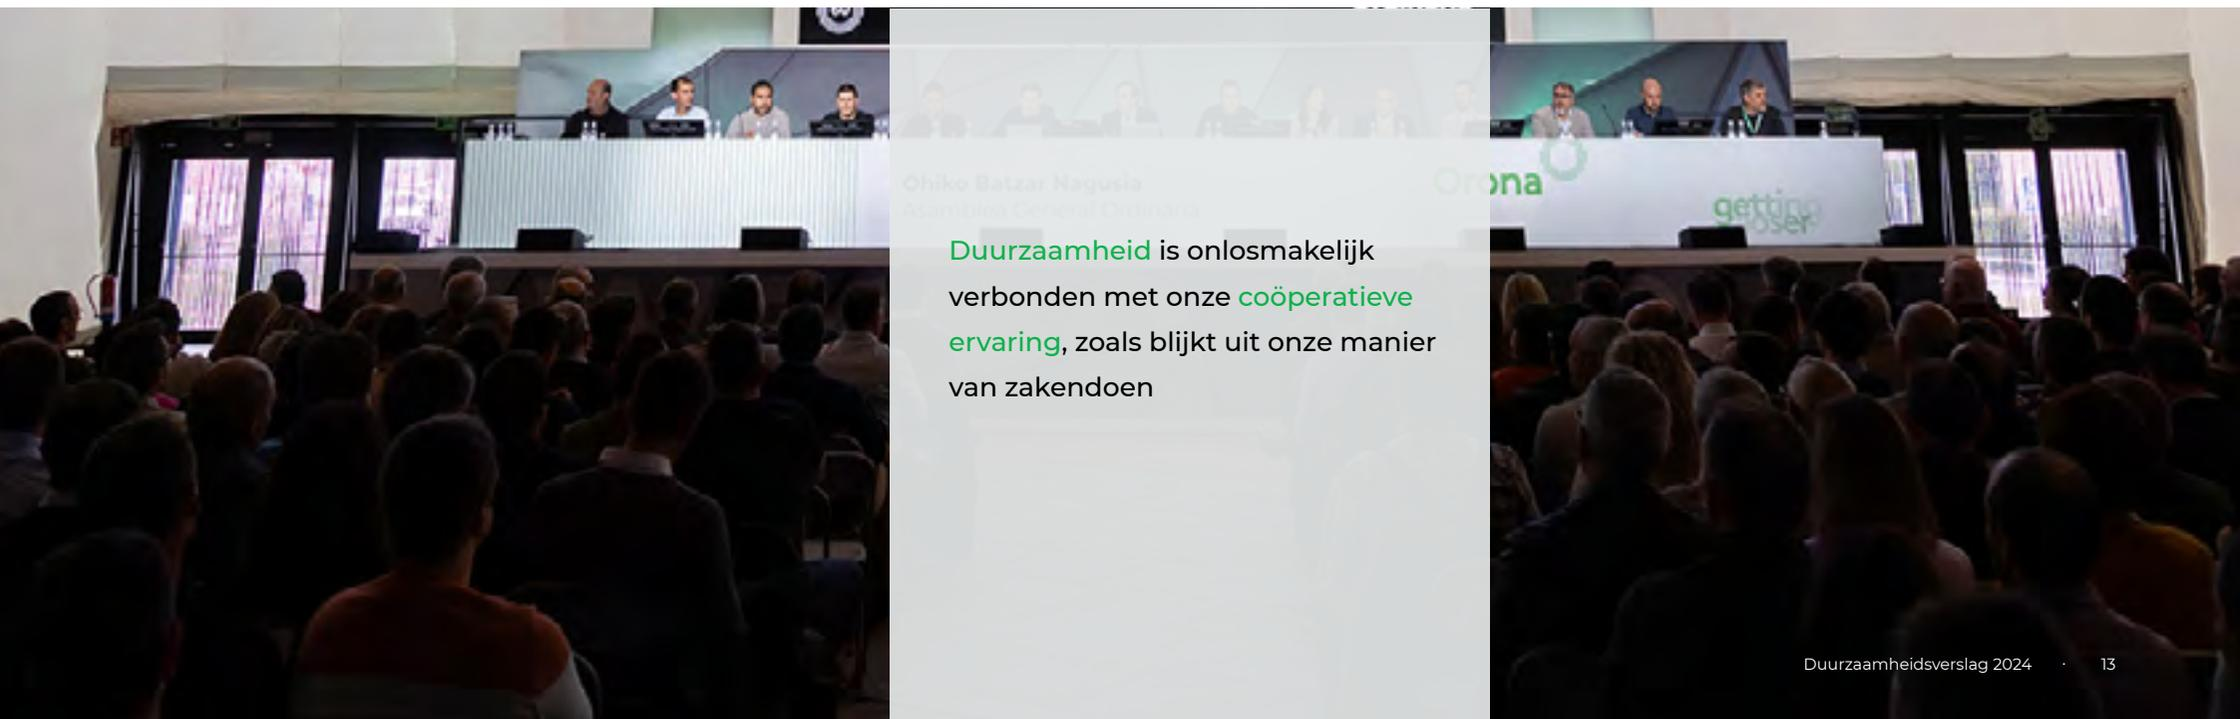 Ohiko Batzar Nagusia
Asamblea General Ordinaria
Orona
getting
closer
Duurzaamheid is onlosmakelijk
verbonden met onze coöperatieve
ervaring, zoals blijkt uit onze manier
van zakendoen
Duurzaamheidsverslag 2024 · 13